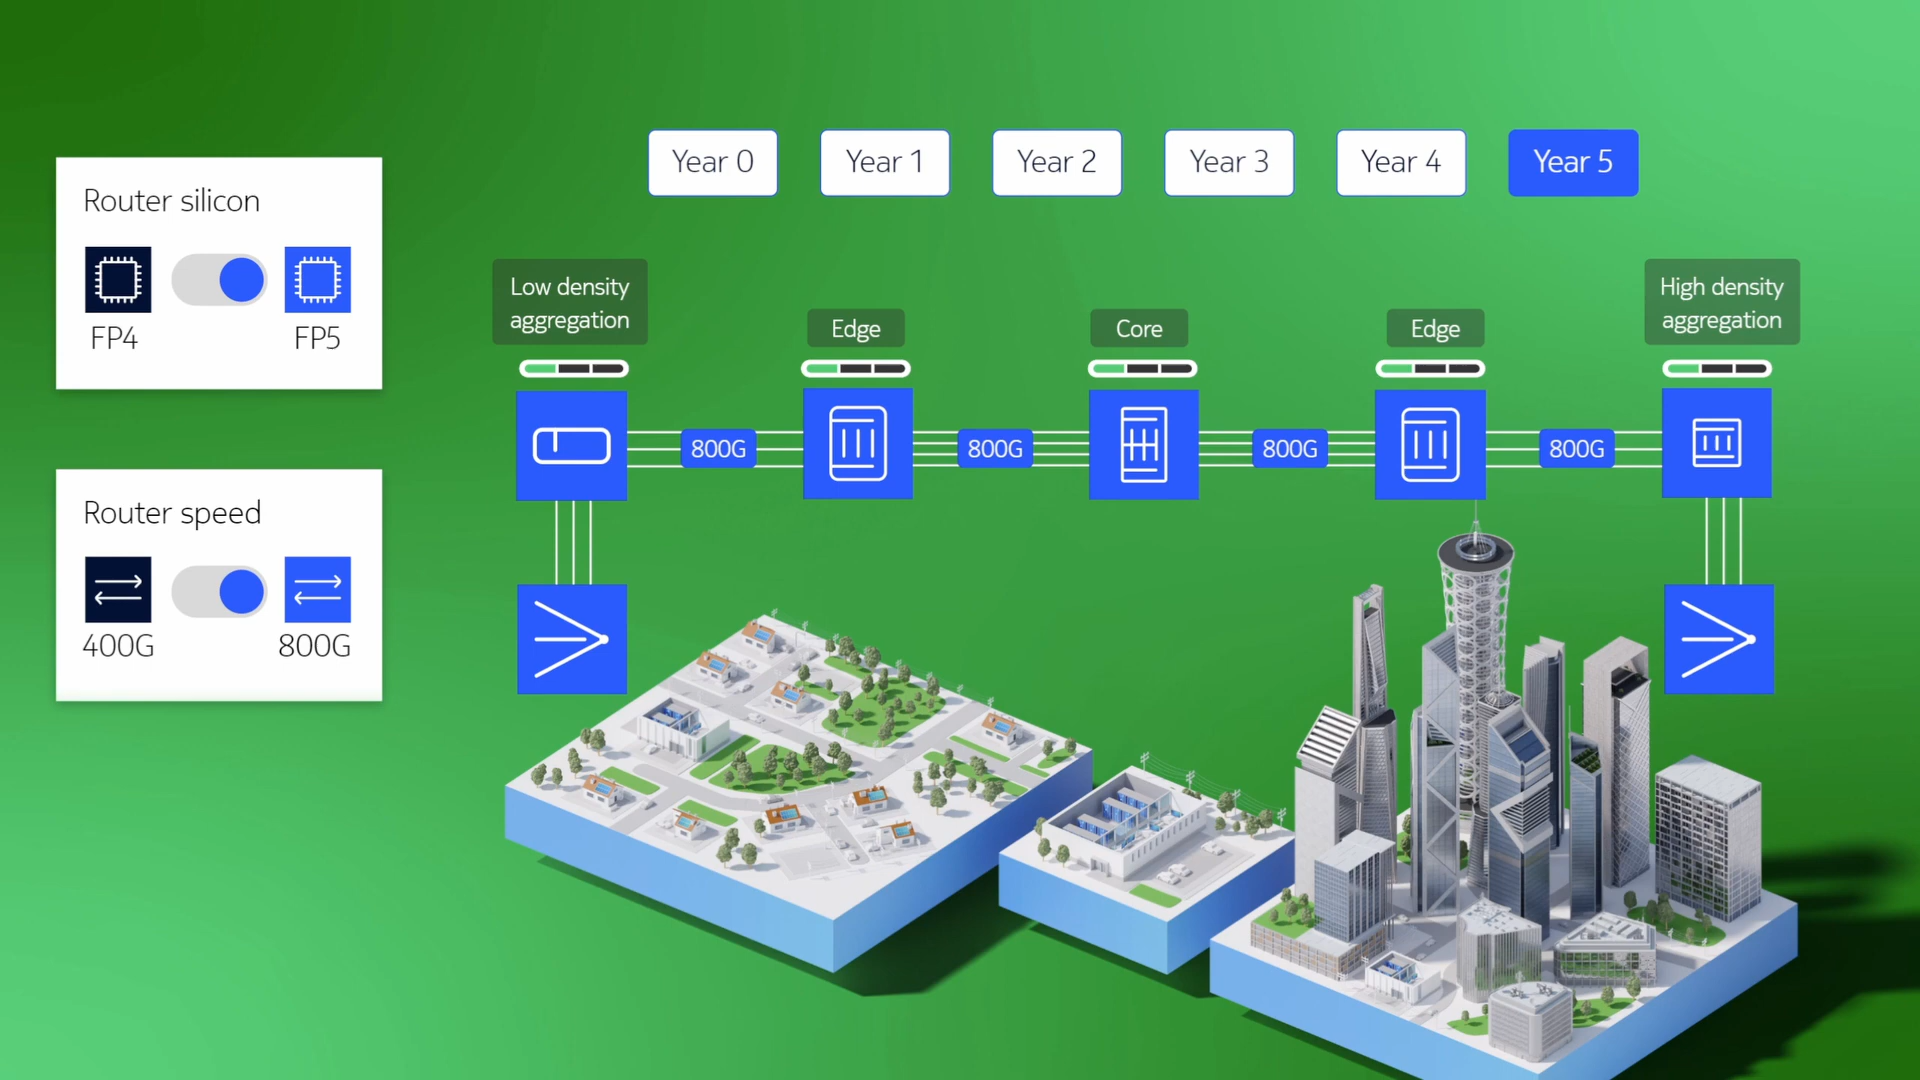 Year 0
Year 1
Year 2
Year 3
Year 4
Year 5
Router silicon
FP4
FP5
Router speed
400G
800G
Low density
aggregation
Edge
Core
Edge
High density
aggregation
800G
800G
800G
800G